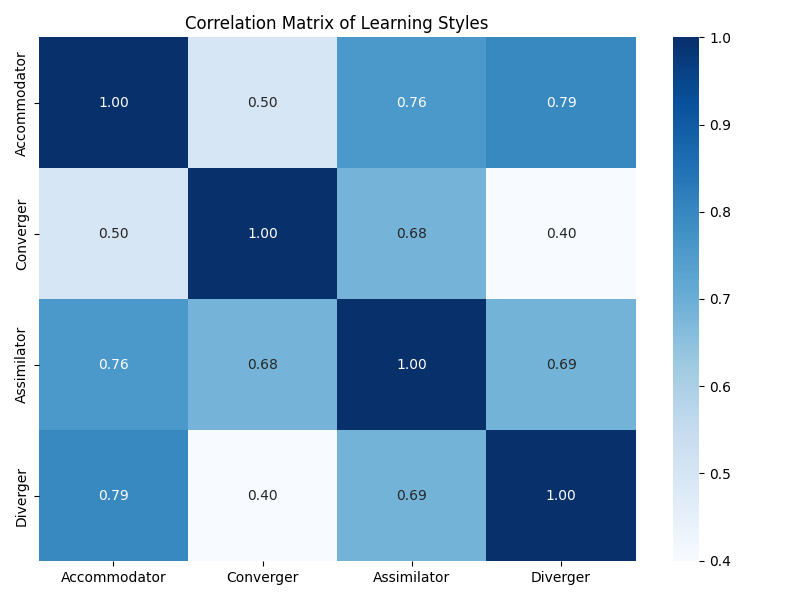 Correlation Matrix of Learning Styles
Accommodator 1.00 0.50 0.76 0.79
Converger 0.50 1.00 0.68 0.40
Assimilator 0.76 0.68 1.00 0.69
Diverger 0.79 0.40 0.69 1.00
Accommodator Converger Assimilator Diverger
1.0
0.9
0.8
0.7
0.6
0.5
0.4